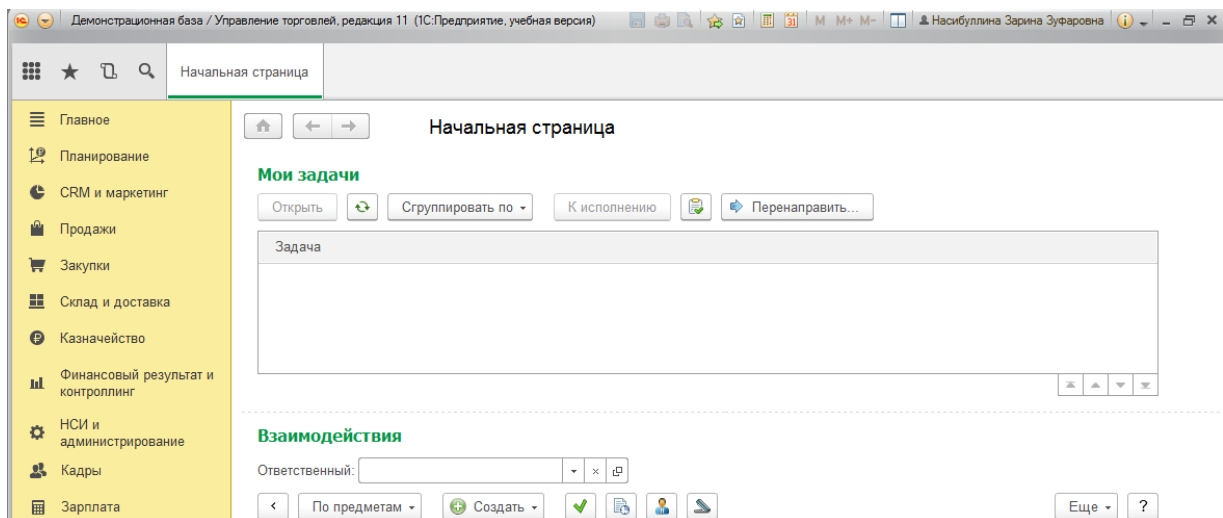 Демонстрационная база / Управление торговлей, редакция 11 (1С:Предприятие, учебная версия) M M+ M- Насибуллина Зарина Зуфаровна
Начальная страница
Главное
Планирование
CRM и маркетинг
Продажи
Закупки
Склад и доставка
Казначейство
Финансовый результат и
контроллинг
НСИ и
администрирование
Кадры
Зарплата
Начальная страница
Мои задачи
Открыть Сгруппировать по К исполнению Перенаправить...
Задача
Взаимодействия
Ответственный:
По предметам Создать Еще ?